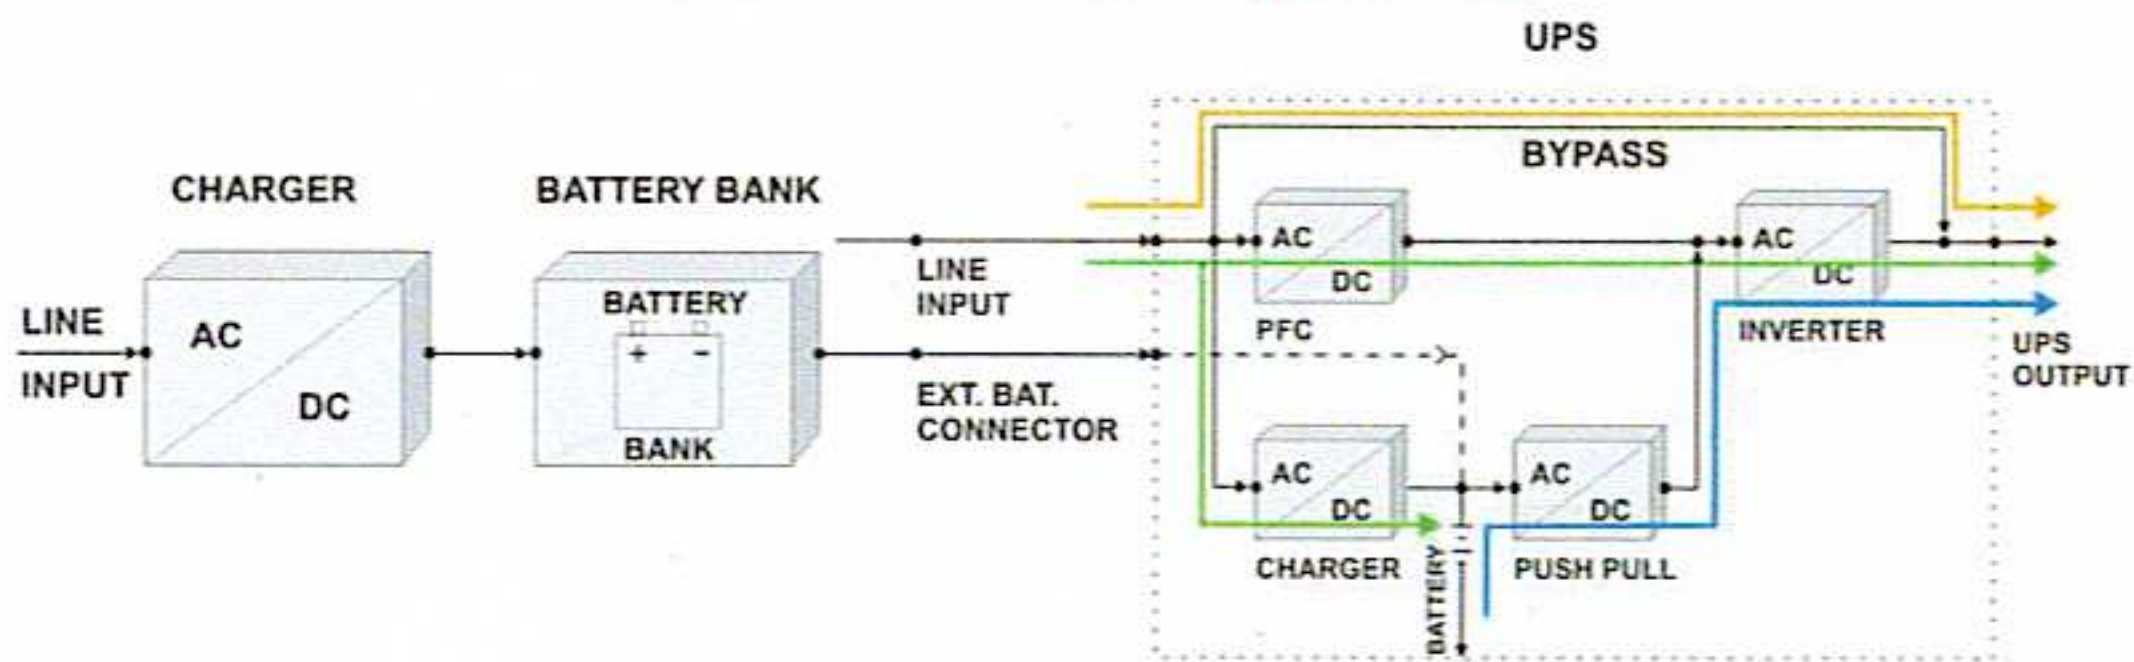 UPS
BYPASS
CHARGER
BATTERY BANK
LINE
INPUT
AC
DC
BATTERY
+ -
BANK
LINE
INPUT
EXT. BAT.
CONNECTOR
AC
DC
PFC
AC
DC
INVERTER
UPS
OUTPUT
AC
DC
CHARGER
BATTERY
AC
DC
PUSH PULL